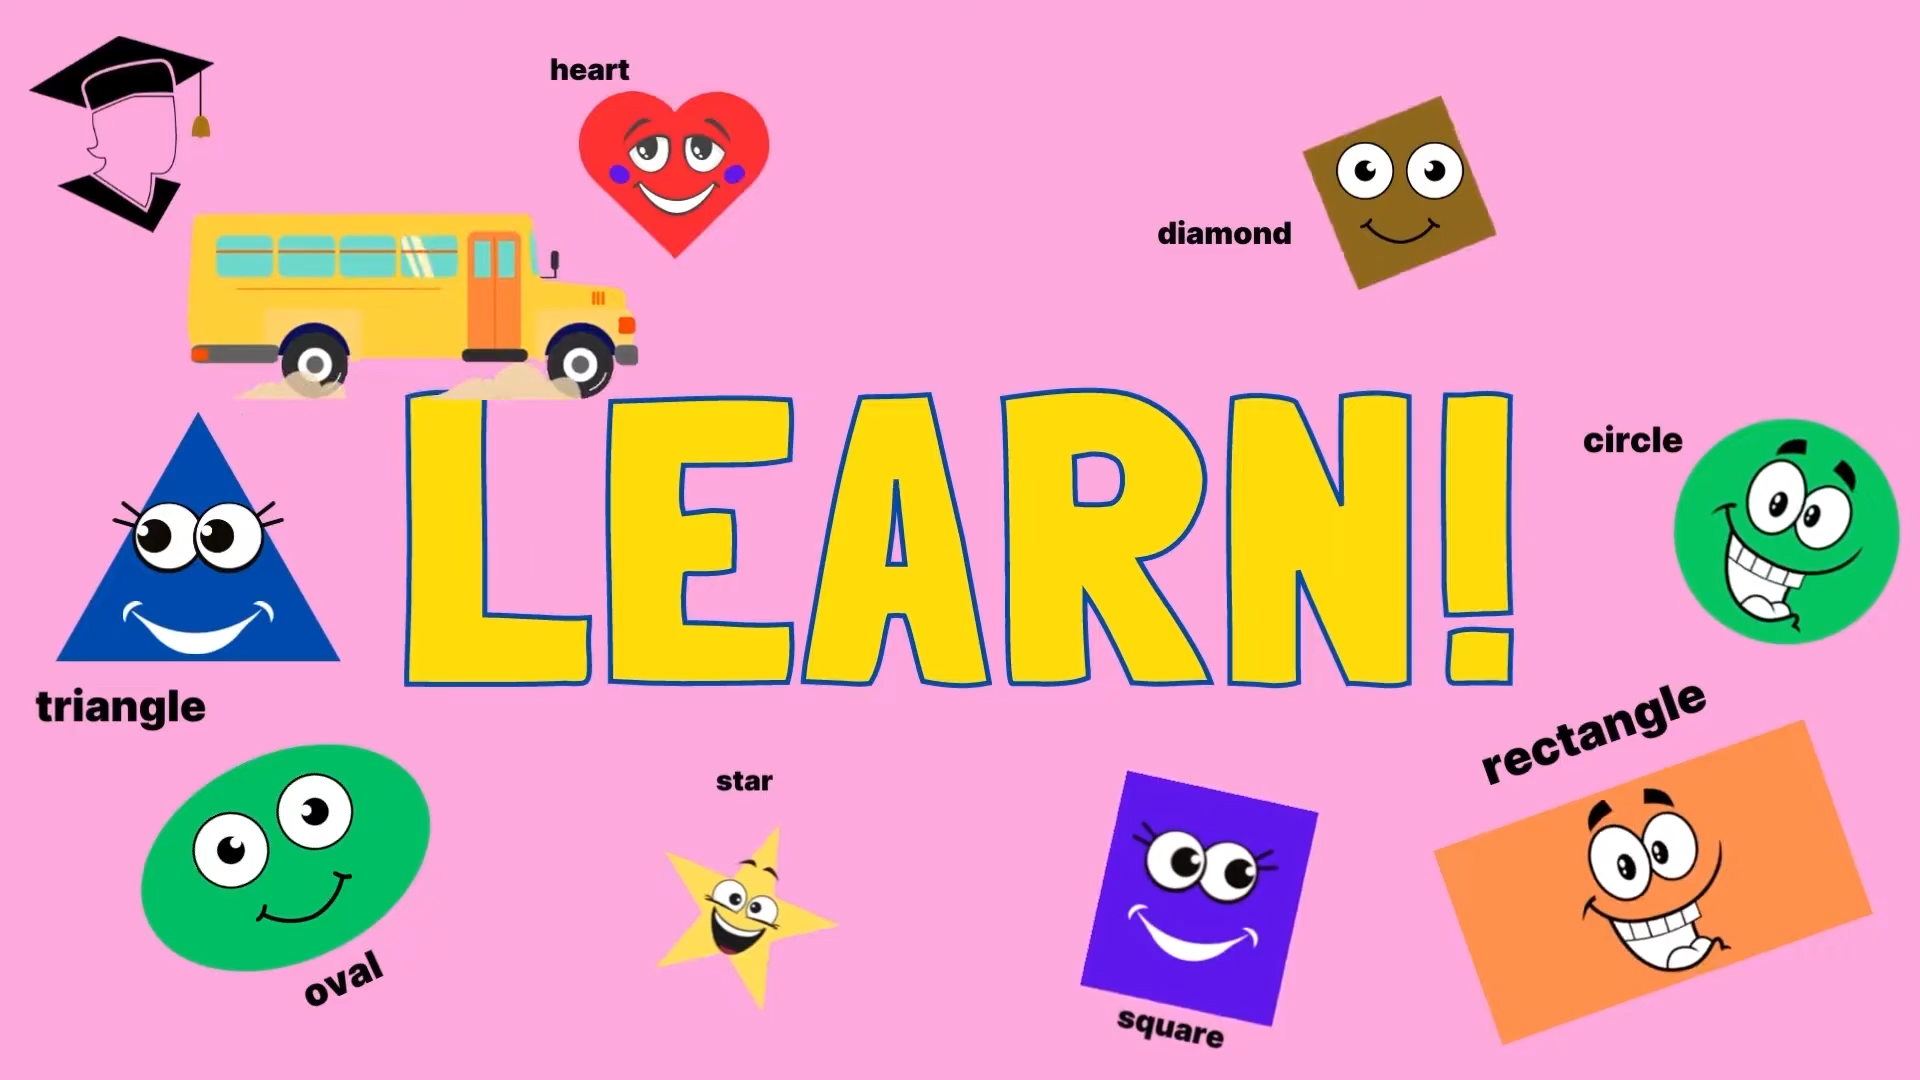 heart
diamond
LEARN!
circle
triangle
rectangle
star
oval
square